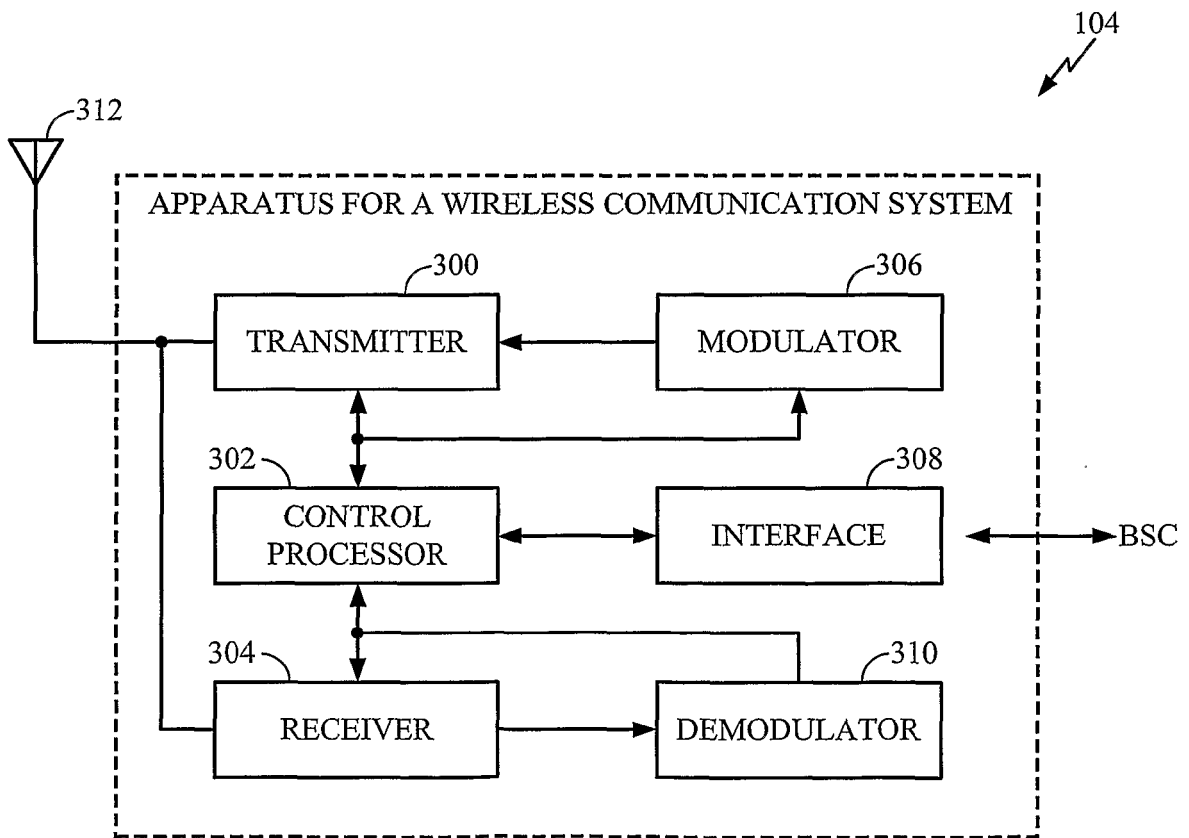 104
312
APPARATUS FOR A WIRELESS COMMUNICATION SYSTEM
300
306
TRANSMITTER
MODULATOR
302
308
CONTROL
PROCESSOR
INTERFACE
BSC
304
310
RECEIVER
DEMODULATOR